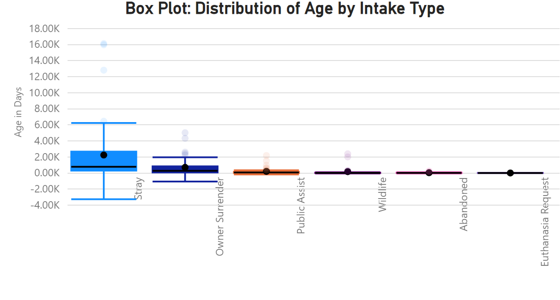 Box Plot: Distribution of Age by Intake Type
18.00K
16.00K
14.00K
12.00K
10.00K
8.00K
6.00K
4.00K
2.00K
0.00K
-2.00K
-4.00K
Age in Days
Stray
Owner Surrender
Public Assist
Wildlife
Abandoned
Euthanasia Request